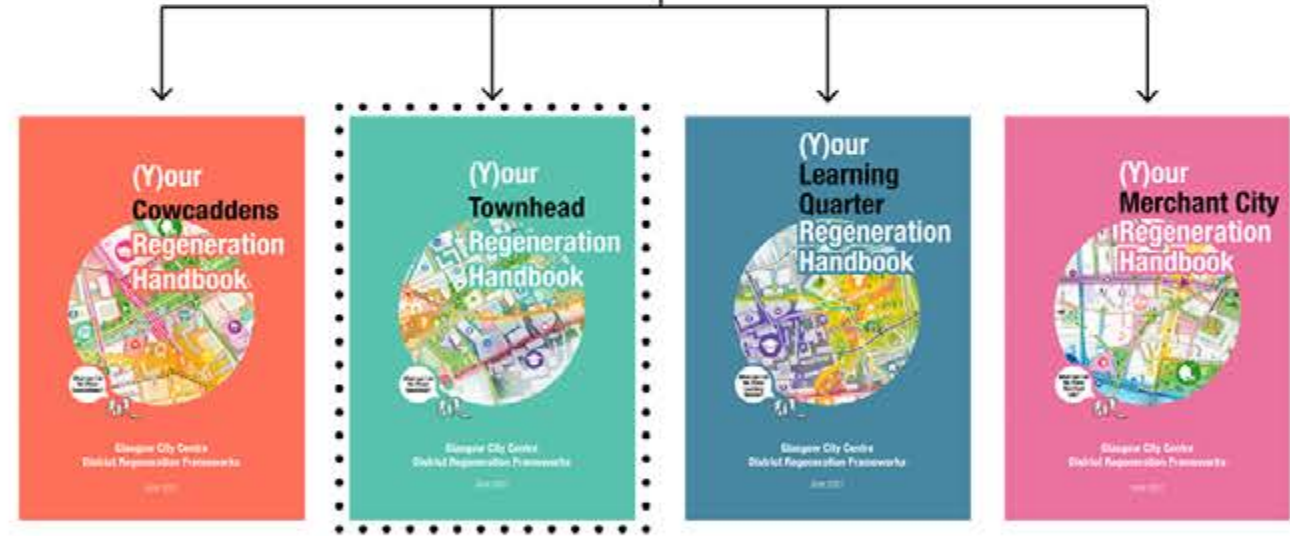 (Y)our
Cowcaddens
Regeneration
Handbook
Glasgow City Centre
District Regeneration Frameworks
(Y)our
Townhead
Regeneration
Handbook
Glasgow City Centre
District Regeneration Frameworks
(Y)our
Learning
Quarter
Regeneration
Handbook
Glasgow City Centre
District Regeneration Frameworks
(Y)our
Merchant City
Regeneration
Handbook
Glasgow City Centre
District Regeneration Frameworks